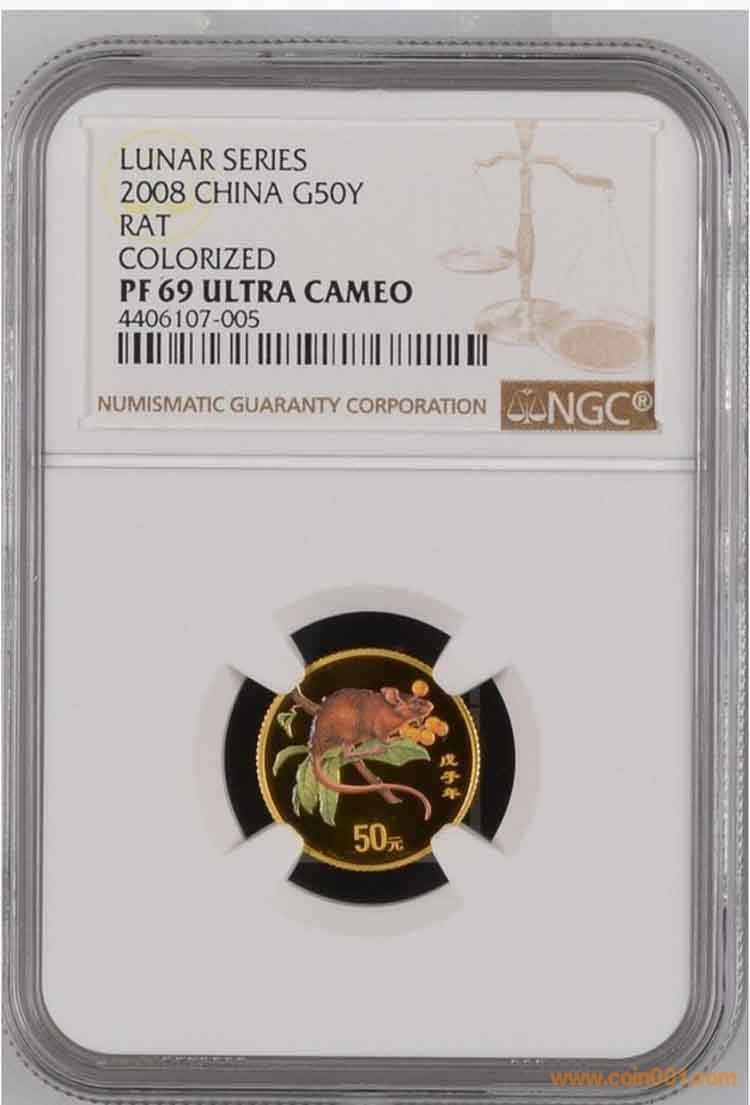 LUNAR SERIES
2008 CHINA G50Y
RAT
COLORIZED
PF 69 ULTRA CAMEO
4406107-005
NUMISMATIC GUARANTY CORPORATION
NGC®
戊子年
50元
www.coin001.com